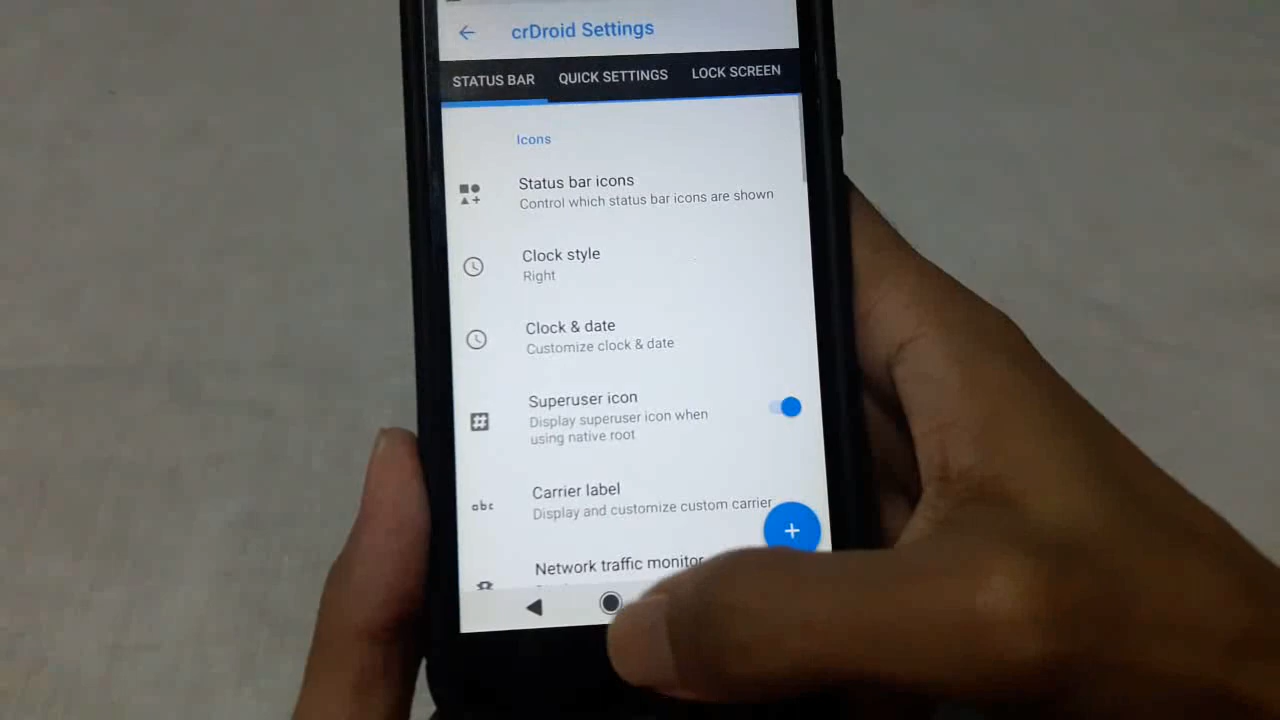 crDroid Settings
STATUS BAR QUICK SETTINGS LOCK SCREEN
Icons
Status bar icons
Control which status bar icons are shown
Clock style
Right
Clock & date
Customize clock & date
Superuser icon
Display superuser icon when
using native root
abc
Carrier label
Display and customize custom carrier
Network traffic monitor